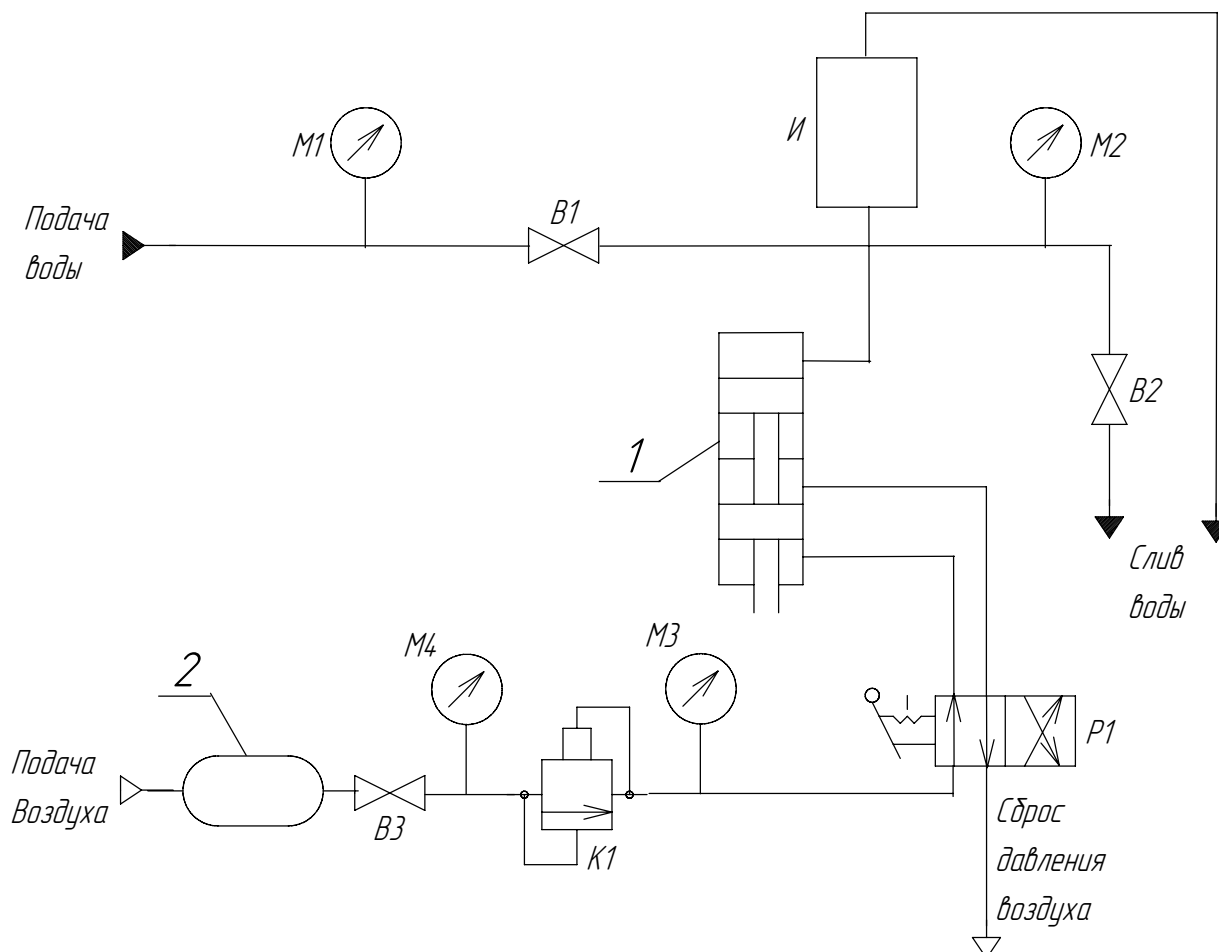 И
М1
М2
В1
Подача
воды
В2
1
Слив
воды
М4
М3
2
Р1
Подача
Воздуха
В3
К1
Сброс
давления
воздуха